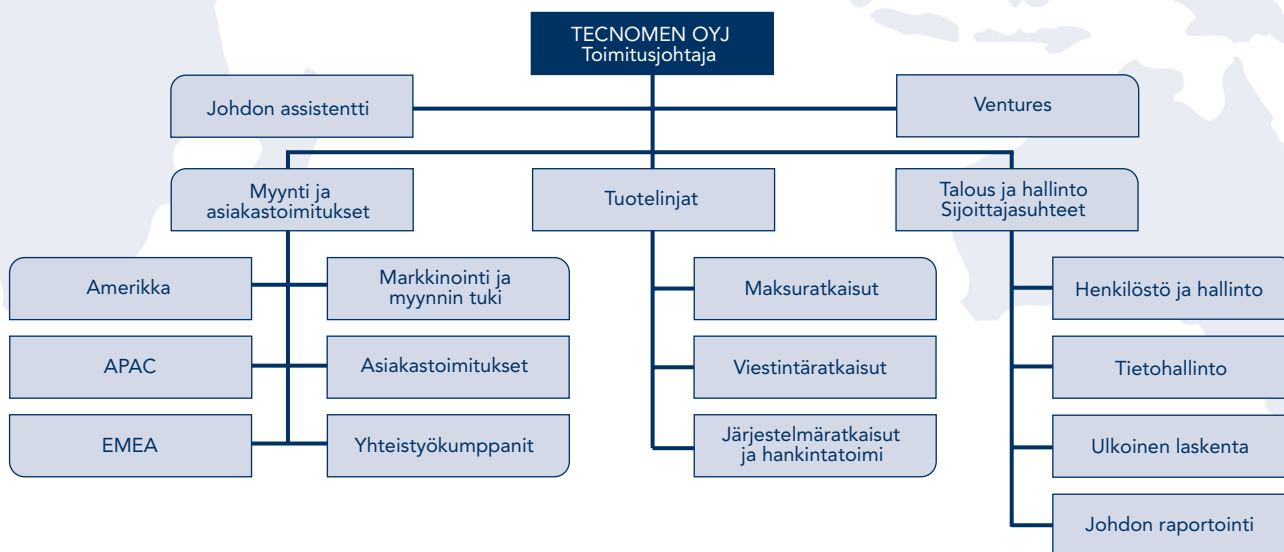 TECNOMEN OYJ
Toimitusjohtaja
Johdon assistentti
Ventures
Myynti ja
asiakastoimitukset
Tuotelinjat
Talous ja hallinto
Sijoittajasuhteet
Amerikka
Markkinointi ja
myynnin tuki
Maksuratkaisut
Henkilöstö ja hallinto
APAC
Asiakastoimitukset
Viestintäratkaisut
Tietohallinto
EMEA
Yhteistyökumppanit
Järjestelmäratkaisut
ja hankintatoimi
Ulkoinen laskenta
Johdon raportointi